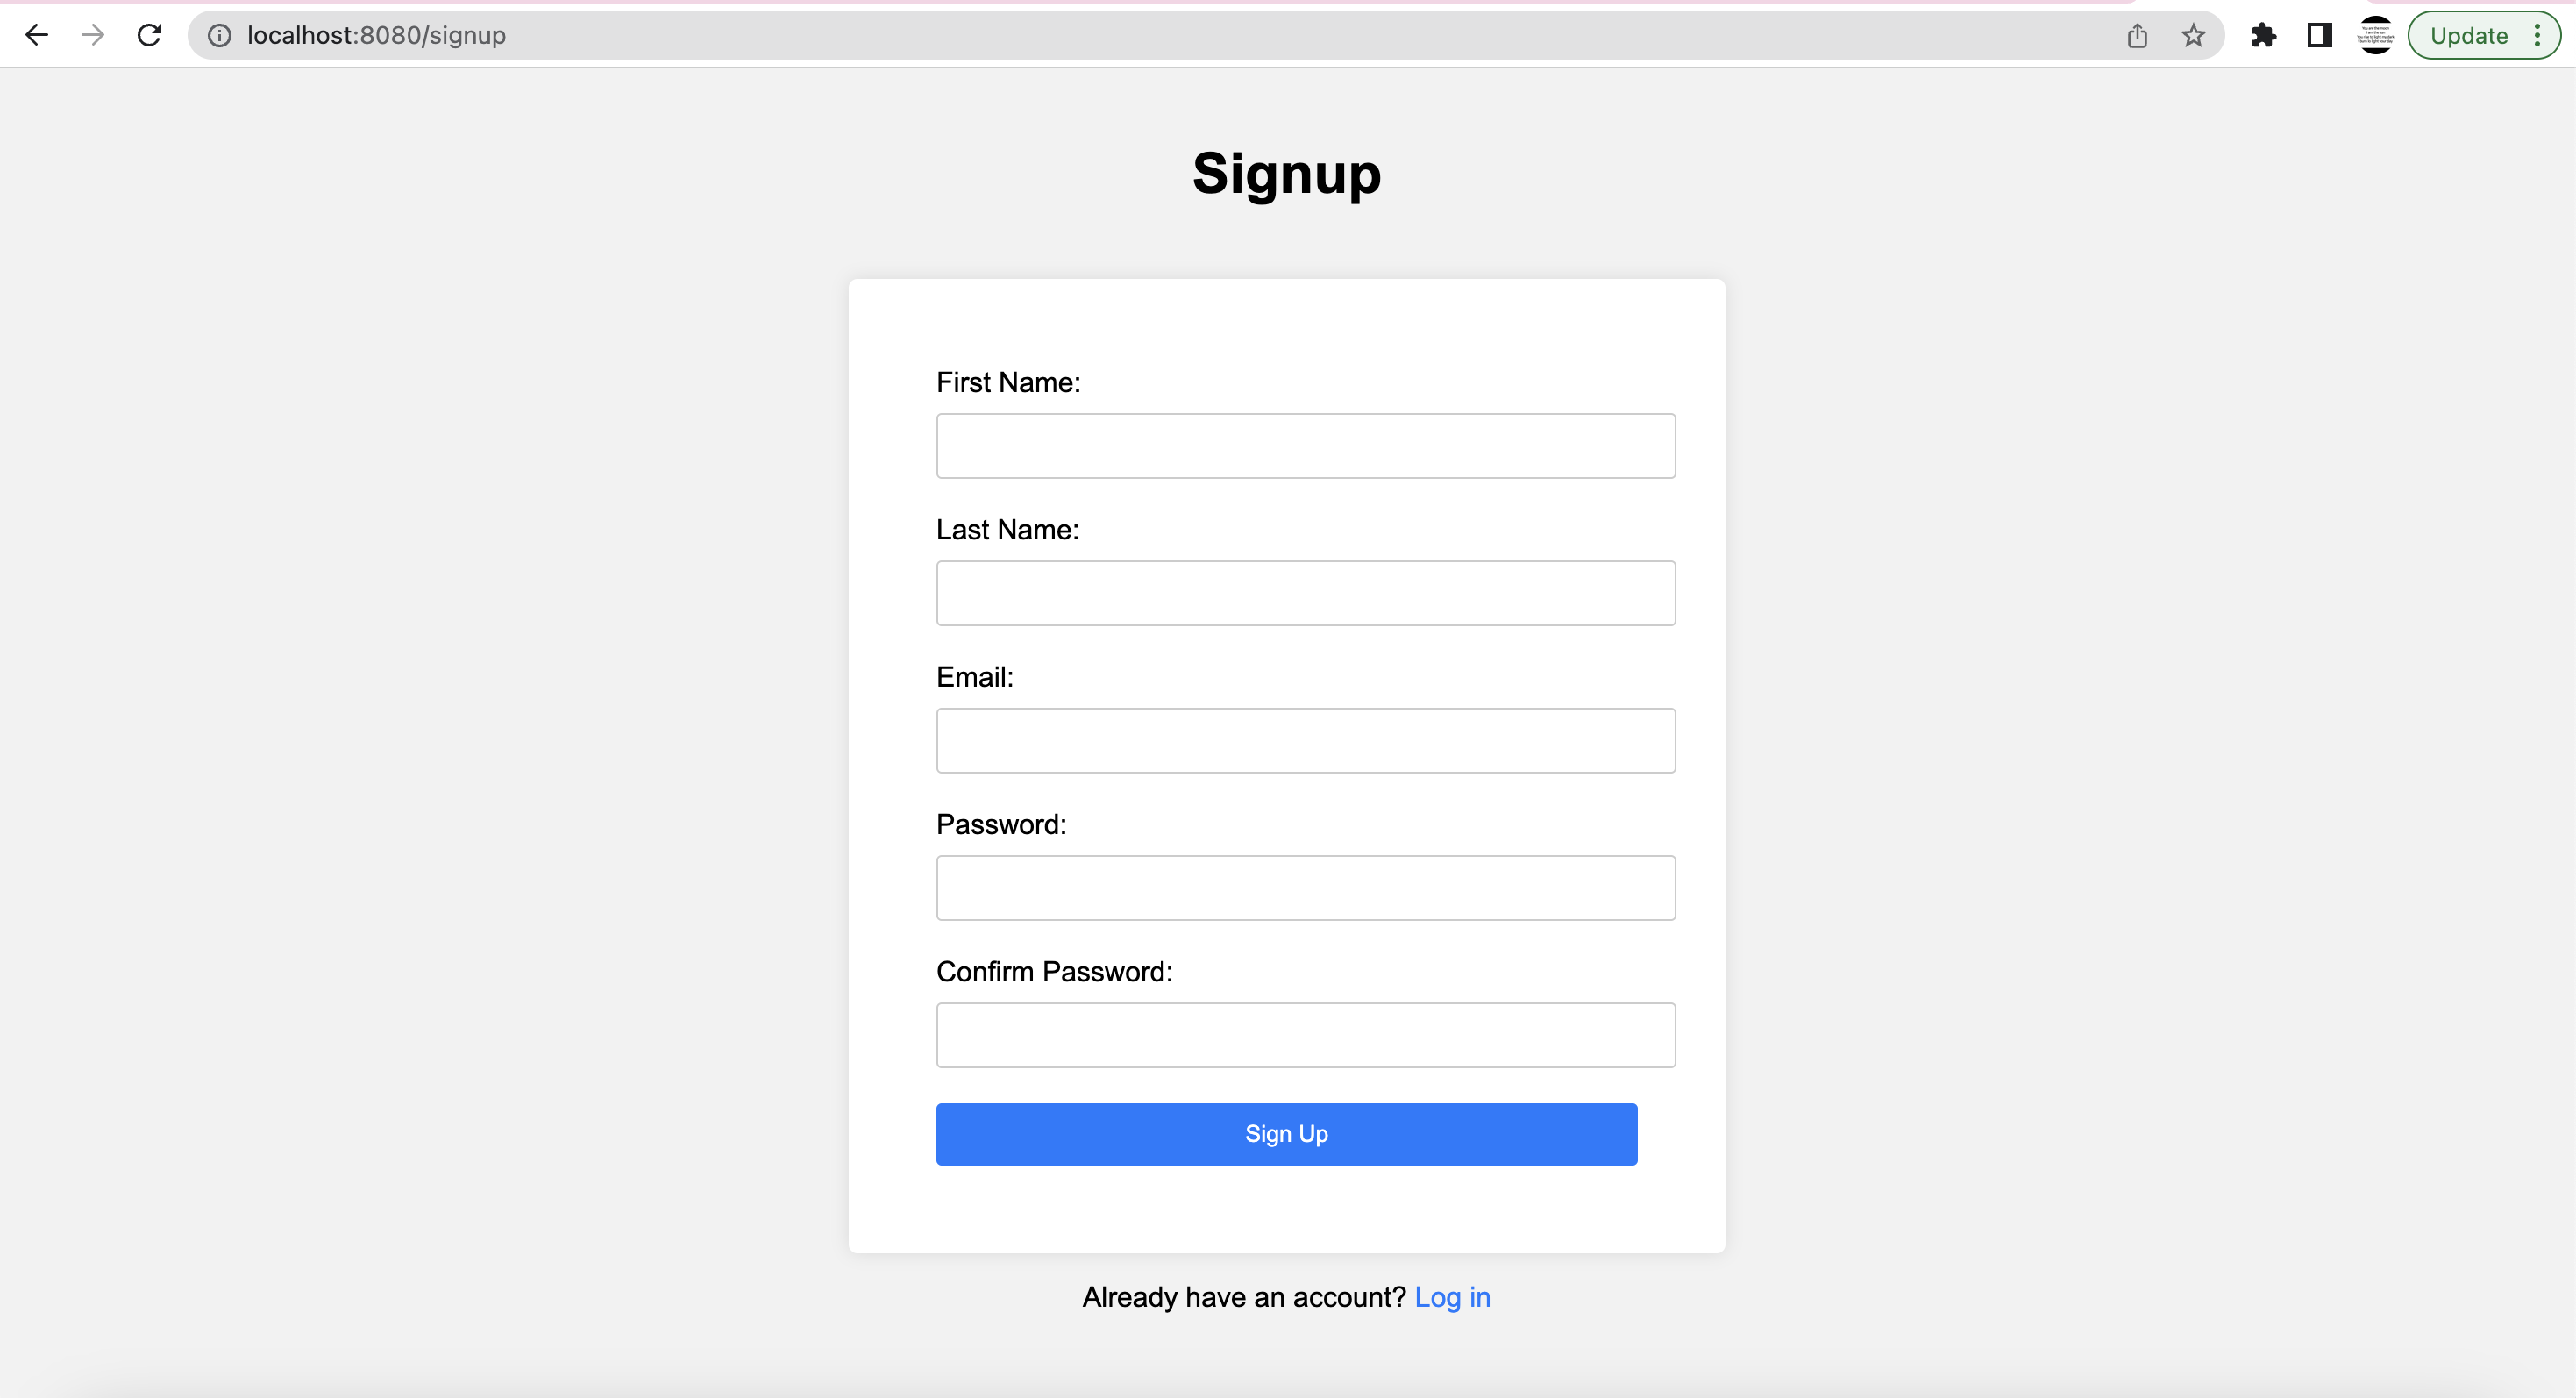 localhost:8080/signup
Update
Signup
First Name:
Last Name:
Email:
Password:
Confirm Password:
Sign Up
Already have an account? Log in